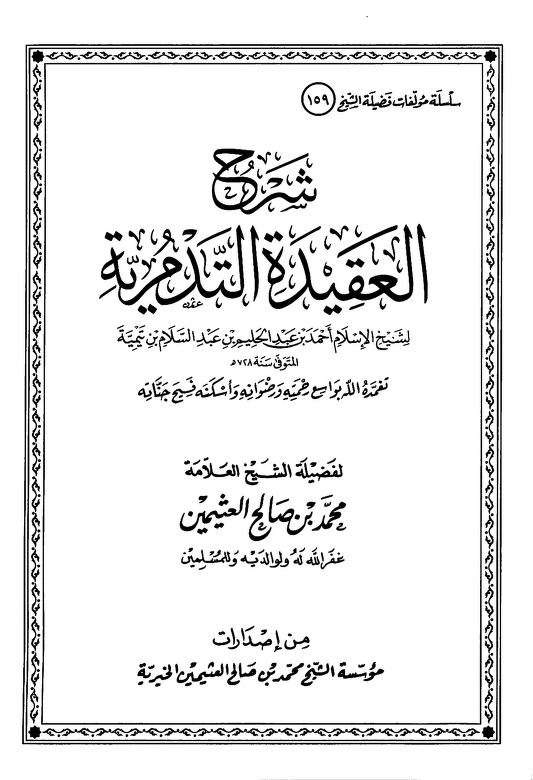 سلسلة مؤلفات فضيلة الشيخ ١٥٩
شرح
العقيدة التدمرية
لشيخ الإسلام أحمد بن عبد الحليم بن عبد السلام بن تيمية
المتوفى سنة ٧٢٨هـ
تغمده الله بواسع رحمته ورضوانه وأسكنه فسيح جناته
لفضيلة الشيخ العلامة
محمد بن صالح العثيمين
غفر الله له ولوالديه وللمسلمين
من إصدارات
مؤسسة الشيخ محمد بن صالح العثيمين الخيرية